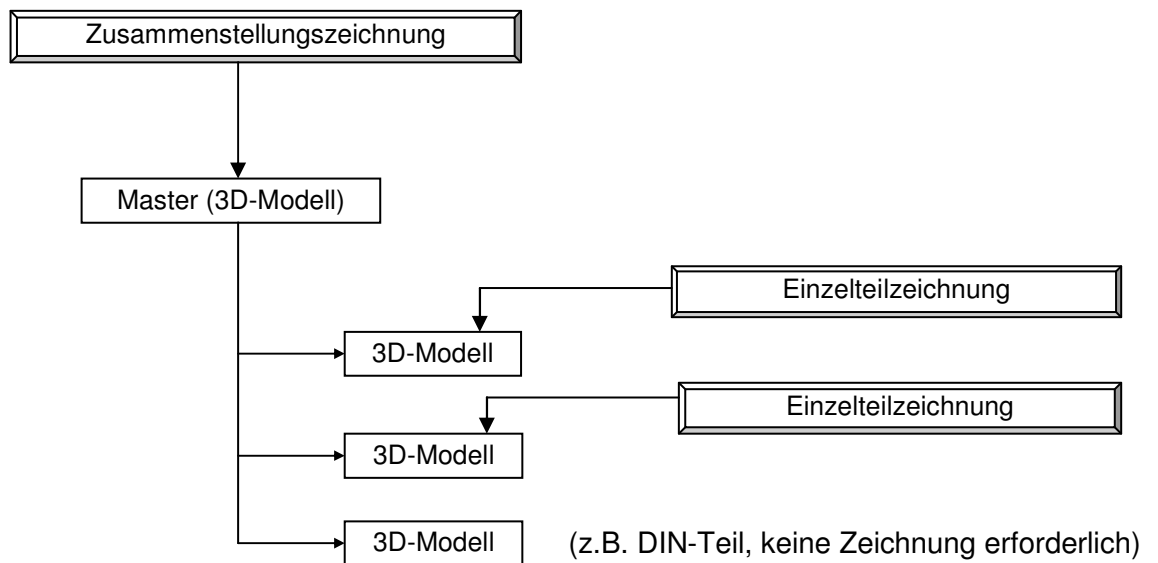 Zusammenstellungszeichnung
Master (3D-Modell)
Einzelteilzeichnung
3D-Modell
Einzelteilzeichnung
3D-Modell
3D-Modell (z.B. DIN-Teil, keine Zeichnung erforderlich)